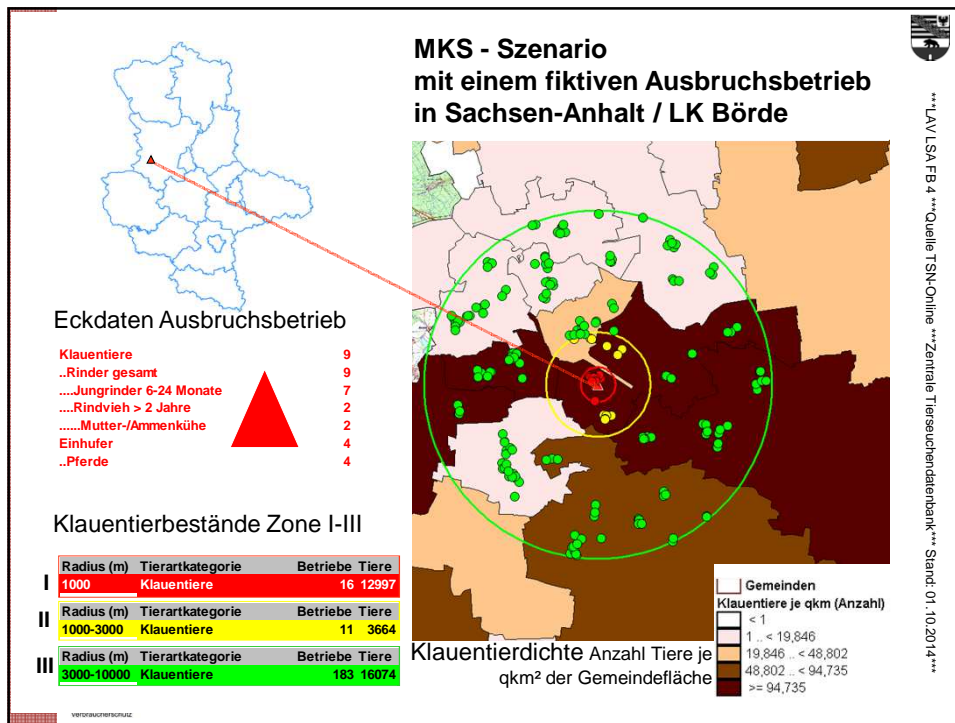 MKS - Szenario
mit einem fiktiven Ausbruchsbetrieb
in Sachsen-Anhalt / LK Börde
Eckdaten Ausbruchsbetrieb
Klauentiere 9
..Rinder gesamt 9
....Jungrinder 6-24 Monate 7
....Rindvieh > 2 Jahre 2
......Mutter-/Ammenkühe 2
Einhufer 4
..Pferde 4
Klauentierbestände Zone I-III
Radius (m) Tierartkategorie Betriebe Tiere
I 1000 Klauentiere 16 12997
Radius (m) Tierartkategorie Betriebe Tiere
II 1000-3000 Klauentiere 11 3664
Radius (m) Tierartkategorie Betriebe Tiere
III 3000-10000 Klauentiere 183 16074
Gemeinden
Klauentiere je qkm (Anzahl)
< 1
1 .. < 19,846
19,846 .. < 48,802
48,802 .. < 94,735
>= 94,735
Klauentierdichte Anzahl Tiere je
qkm² der Gemeindefläche
***LAV LSA FB 4 ***Quelle TSN-Online ***Zentrale Tierseuchendatenbank*** Stand: 01.10.2014***
Verbraucherschutz